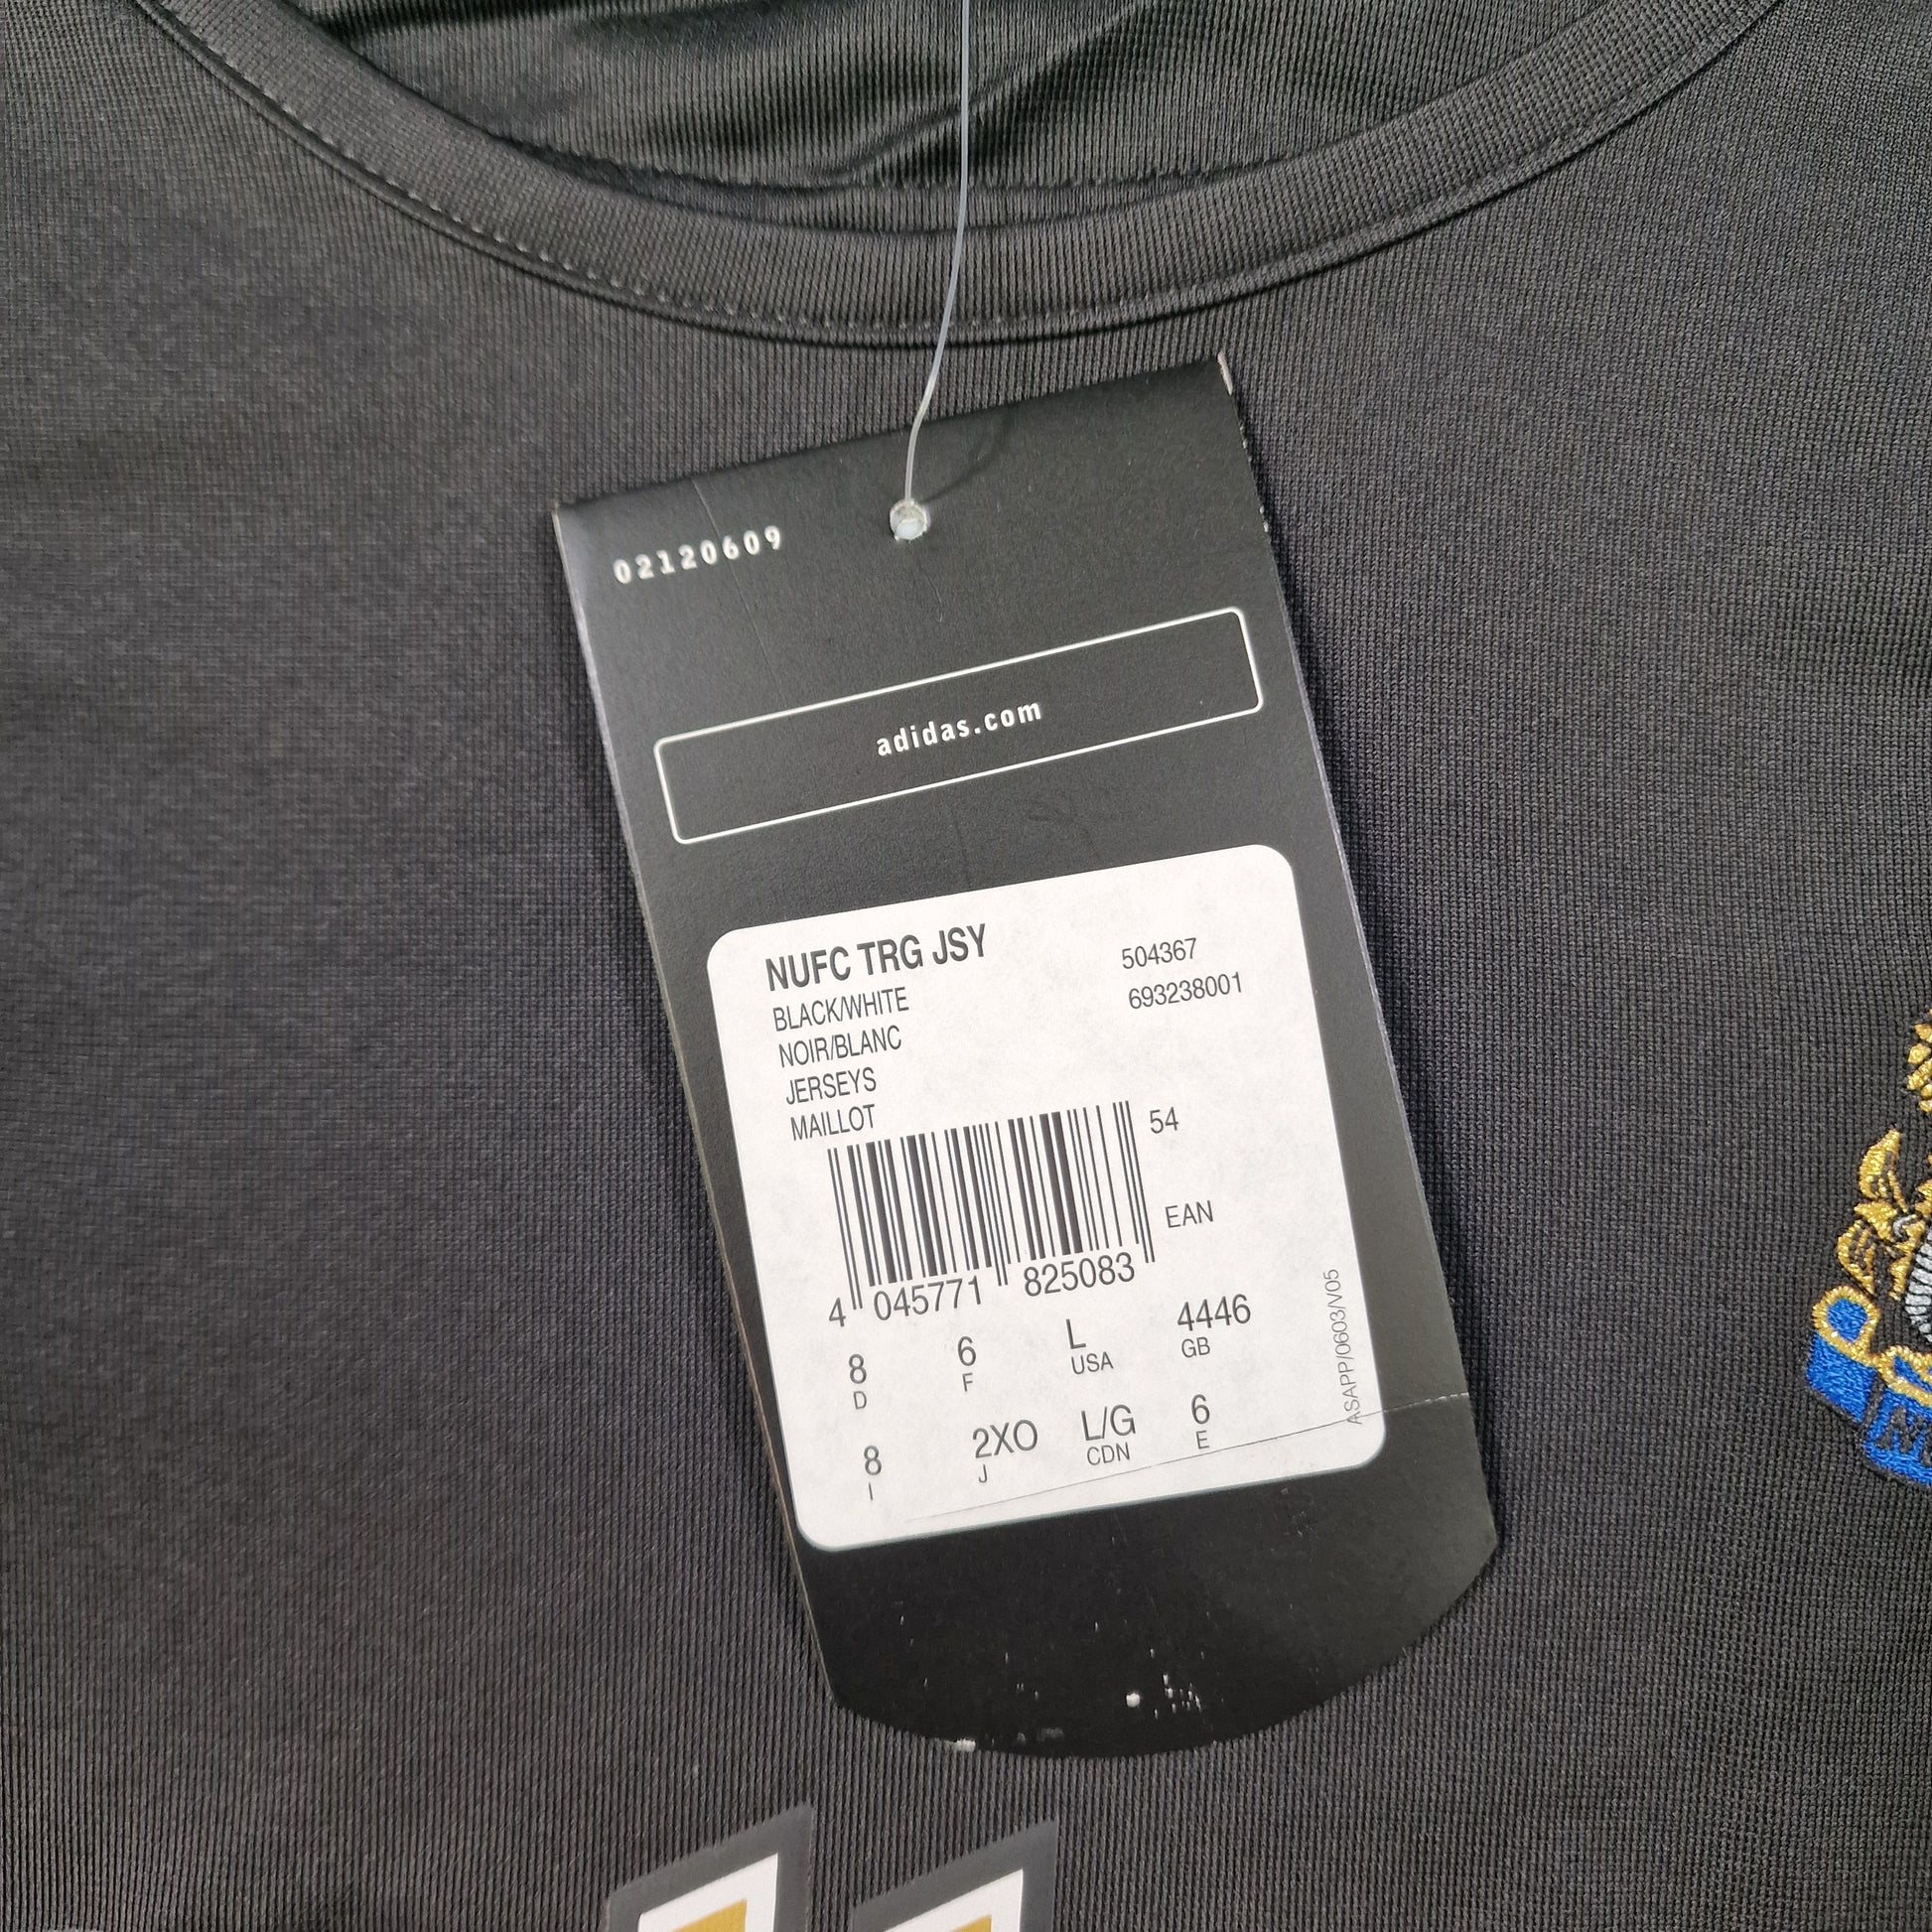 02120609
adidas.com
NUFC TRG JSY
BLACK/WHITE
NOIR/BLANC
JERSEYS
MAILLOT
504367
693238001
54
EAN
4 045771 825083
8 6 L 4446
D F USA GB
8 2XO L/G 6
I J CDN E
ASAPP/0603/V05